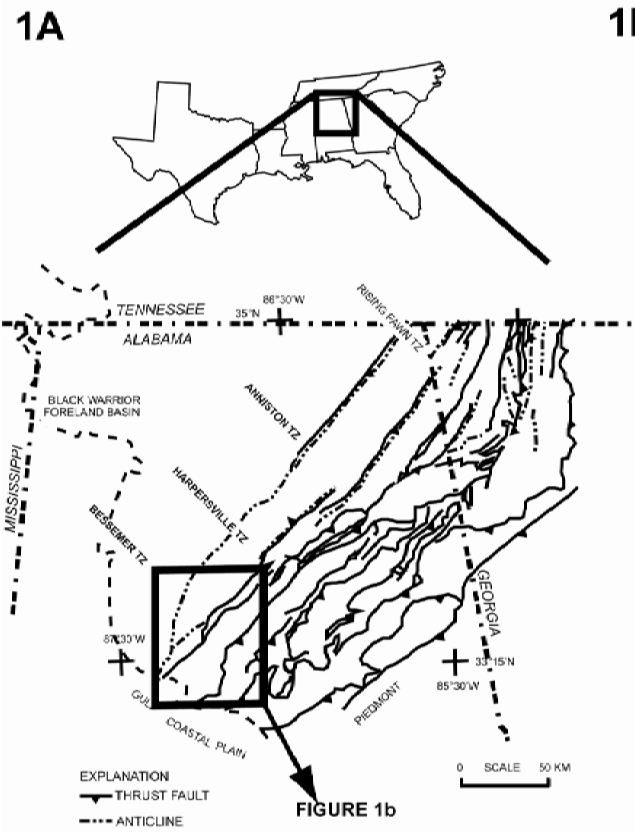 1A
TENNESSEE
86°30'W
35°N
ALABAMA
RISING FAWN TZ
BLACK WARRIOR
FORELAND BASIN
ANNISTON TZ
MISSISSIPPI
HARPERSVILLE TZ
BESSEMER TZ
GEORGIA
87°30'W
33°15'N
85°30'W
PIEDMONT
COASTAL PLAIN
EXPLANATION
THRUST FAULT
ANTICLINE
0 SCALE 50 KM
FIGURE 1b